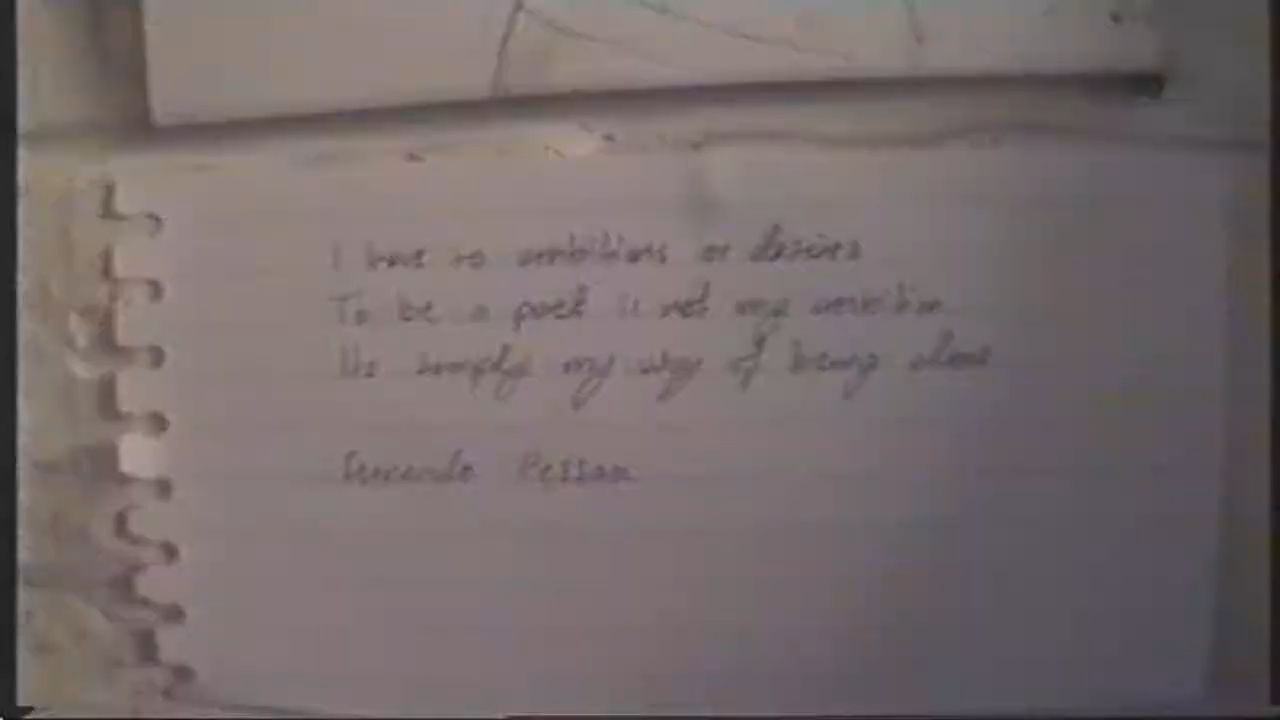 I have no ambitions or desires
To be a poet is not my ambition
Its simply my way of being alone
Fernando Pessoa